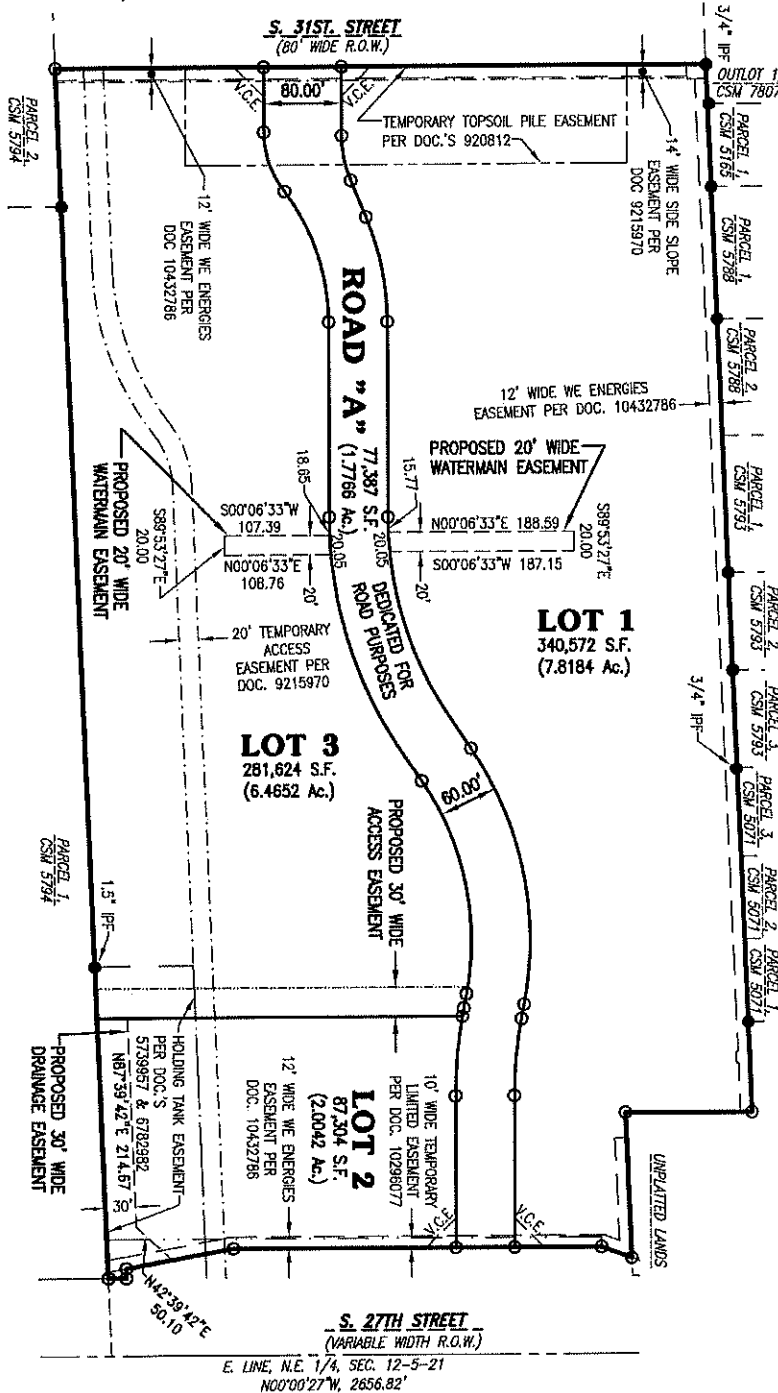 S. 31ST. STREET
(80' WIDE R.O.W.)
3/4" IPF
OUTLOT 1
CSM 7807
V.C.E.
80.00'
V.C.E.
TEMPORARY TOPSOIL PILE EASEMENT
PER DOC.'S 920812
14' WIDE SIDE SLOPE
EASEMENT PER
DOC 9215970
PARCEL 1,
CSM 5165
PARCEL 2,
CSM 5794
12' WIDE WE ENERGIES
EASEMENT PER
DOC 10432786
PARCEL 1,
CSM 5788
PARCEL 2,
CSM 5788
ROAD "A"
77,387 S.F.
(1.7766 Ac.)
12' WIDE WE ENERGIES
EASEMENT PER DOC. 10432786
PARCEL 1,
CSM 5793
PROPOSED 20' WIDE
WATERMAIN EASEMENT
18.65
15.77
PROPOSED 20' WIDE
WATERMAIN EASEMENT
S00°06'33"W
107.39
S89°53'27"E
20.00
N00°06'33"E
108.76
20.05
20'
20.05
N00°06'33"E 188.59
S89°53'27"E
20.00
S00°06'33"W 187.15
20'
DEDICATED FOR
ROAD PURPOSES
PARCEL 2,
CSM 5793
20' TEMPORARY
ACCESS
EASEMENT PER
DOC. 9215970
LOT 1
340,572 S.F.
(7.8184 Ac.)
3/4" IPF
PARCEL 3,
CSM 5793
LOT 3
281,624 S.F.
(6.4652 Ac.)
60.00'
PARCEL 3,
CSM 5071
PROPOSED 30' WIDE
ACCESS EASEMENT
PARCEL 1,
CSM 5794
1.5" IPF
PARCEL 2,
CSM 5071
PARCEL 1,
CSM 5071
PROPOSED 30' WIDE
DRAINAGE EASEMENT
HOLDING TANK EASEMENT
PER DOC.'S
5739957 & 6782982
N87°39'42"E 214.57
30'
12' WIDE WE ENERGIES
EASEMENT PER
DOC. 10432786
LOT 2
87,304 S.F.
(2.0042 Ac.)
10' WIDE TEMPORARY
LIMITED EASEMENT
PER DOC. 10296077
V.C.E.
V.C.E.
UNPLATTED LANDS
N42°39'42"E
50.10
S. 27TH STREET
(VARIABLE WIDTH R.O.W.)
E. LINE, N.E. 1/4, SEC. 12-5-21
N00°00'27"W, 2656.82'